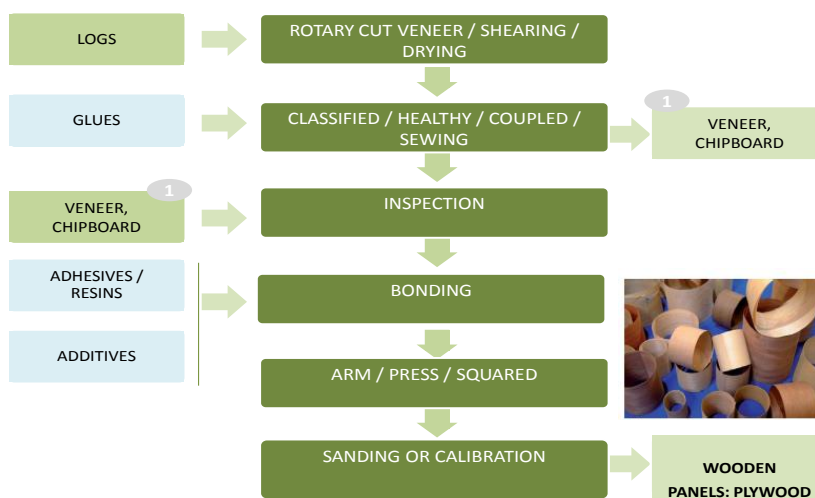 LOGS
ROTARY CUT VENEER / SHEARING /
DRYING
GLUES
CLASSIFIED / HEALTHY / COUPLED /
SEWING
1
VENEER,
CHIPBOARD
1
VENEER,
CHIPBOARD
INSPECTION
ADHESIVES /
RESINS
BONDING
ADDITIVES
ARM / PRESS / SQUARED
SANDING OR CALIBRATION
WOODEN
PANELS: PLYWOOD